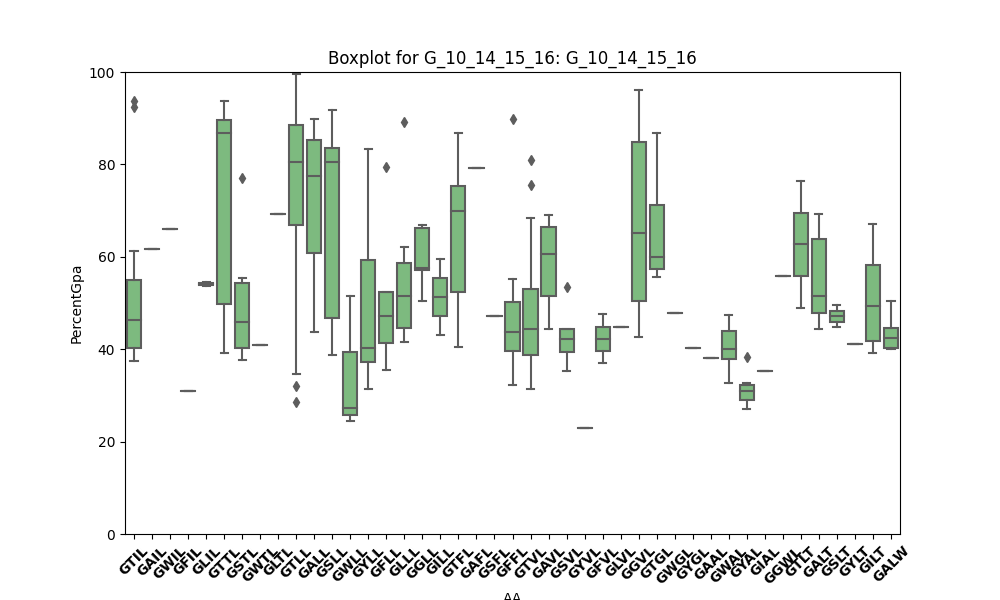 Boxplot for G_10_14_15_16: G_10_14_15_16
PercentGpa
100
80
60
40
20
0
GTIL GAIL GWIL GFIL GLIL GTTL GSTL GWTL GLTL GTLL GALL GSLL GWLL GYLL GFLL GLLL GGLL GILL GTFL GAFL GSFL GFFL GTVL GAVL GSVL GYVL GFVL GLVL GGVL GTGL GWGL GYGL GAAL GWAL GYAL GIAL GGWL GTLT GALT GSLT GYLT GILT GALW
AA